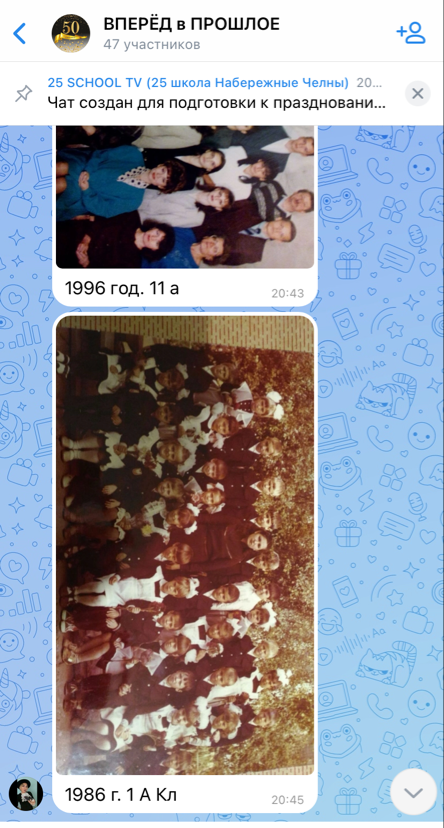 50
ВПЕРЁД в ПРОШЛОЕ
47 участников
25 SCHOOL TV (25 школа Набережные Челны) 20...
Чат создан для подготовки к праздновани...
1996 год. 11 а
20:43
1986 г. 1 А Кл
20:45